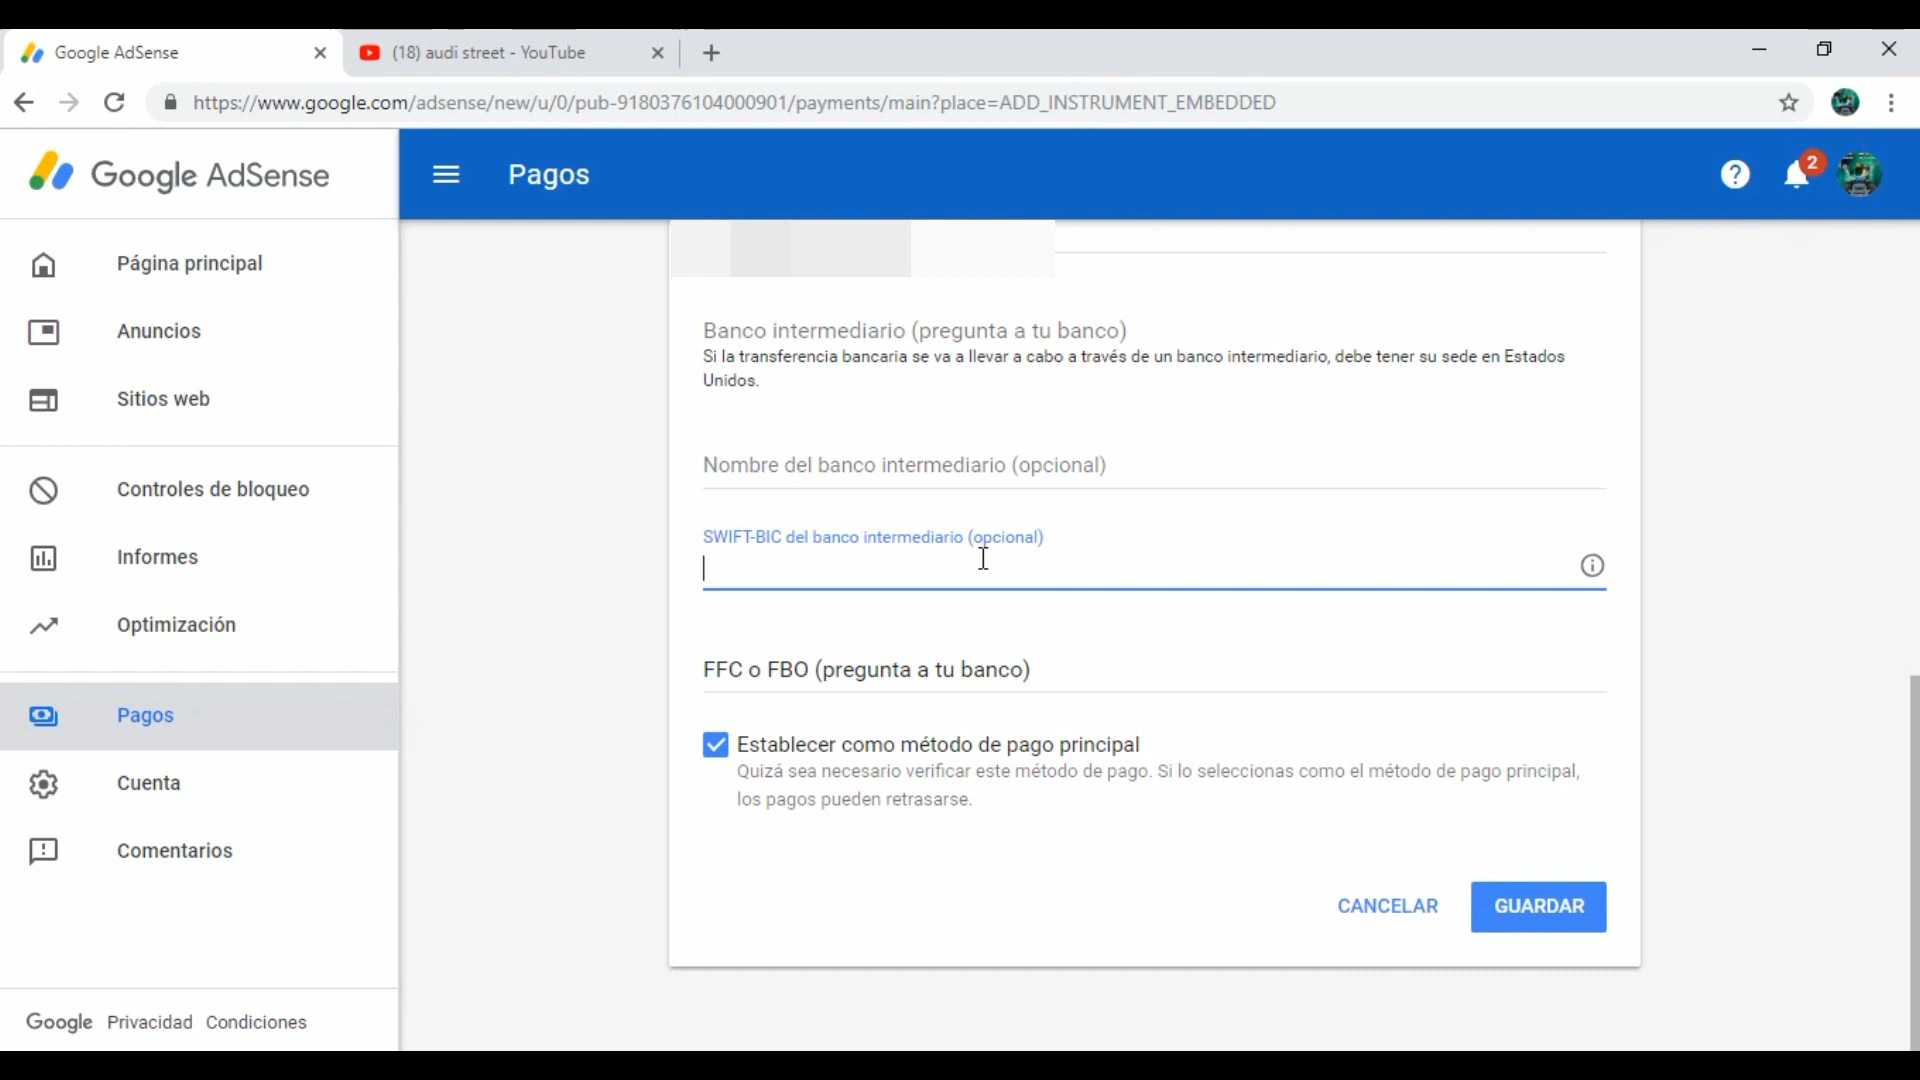 Google AdSense
(18) audi street - YouTube
https://www.google.com/adsense/new/u/0/pub-9180376104000901/payments/main?place=ADD_INSTRUMENT_EMBEDDED
Google AdSense
Pagos
2
Página principal
Anuncios
Sitios web
Controles de bloqueo
Informes
Optimización
Pagos
Cuenta
Comentarios
Google Privacidad Condiciones
Banco intermediario (pregunta a tu banco)
Si la transferencia bancaria se va a llevar a cabo a través de un banco intermediario, debe tener su sede en Estados
Unidos.
Nombre del banco intermediario (opcional)
SWIFT-BIC del banco intermediario (opcional)
FFC o FBO (pregunta a tu banco)
Establecer como método de pago principal
Quizá sea necesario verificar este método de pago. Si lo seleccionas como el método de pago principal,
los pagos pueden retrasarse.
CANCELAR
GUARDAR